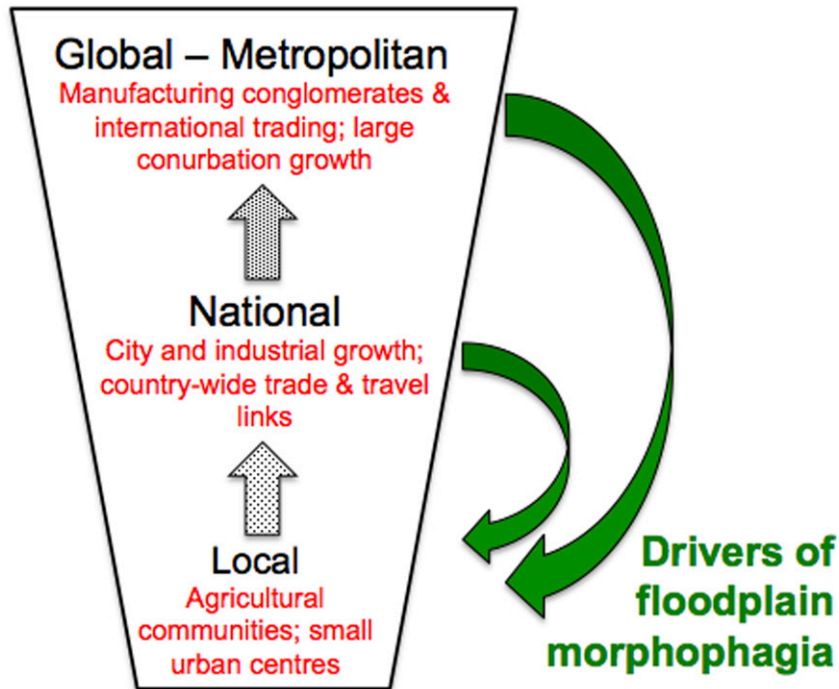 Global – Metropolitan
Manufacturing conglomerates &
international trading; large
conurbation growth
National
City and industrial growth;
country-wide trade & travel
links
Local
Agricultural
communities; small
urban centres
Drivers of
floodplain
morphophagia